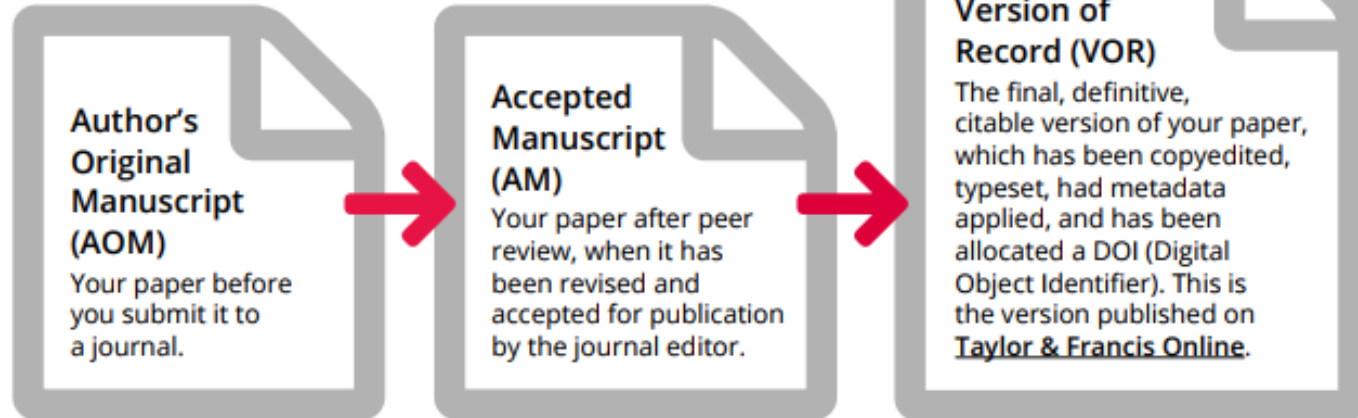 Author's
Original
Manuscript
(AOM)
Your paper before
you submit it to
a journal.
Accepted
Manuscript
(AM)
Your paper after peer
review, when it has
been revised and
accepted for publication
by the journal editor.
Version of
Record (VOR)
The final, definitive,
citable version of your paper,
which has been copyedited,
typeset, had metadata
applied, and has been
allocated a DOI (Digital
Object Identifier). This is
the version published on
Taylor & Francis Online.